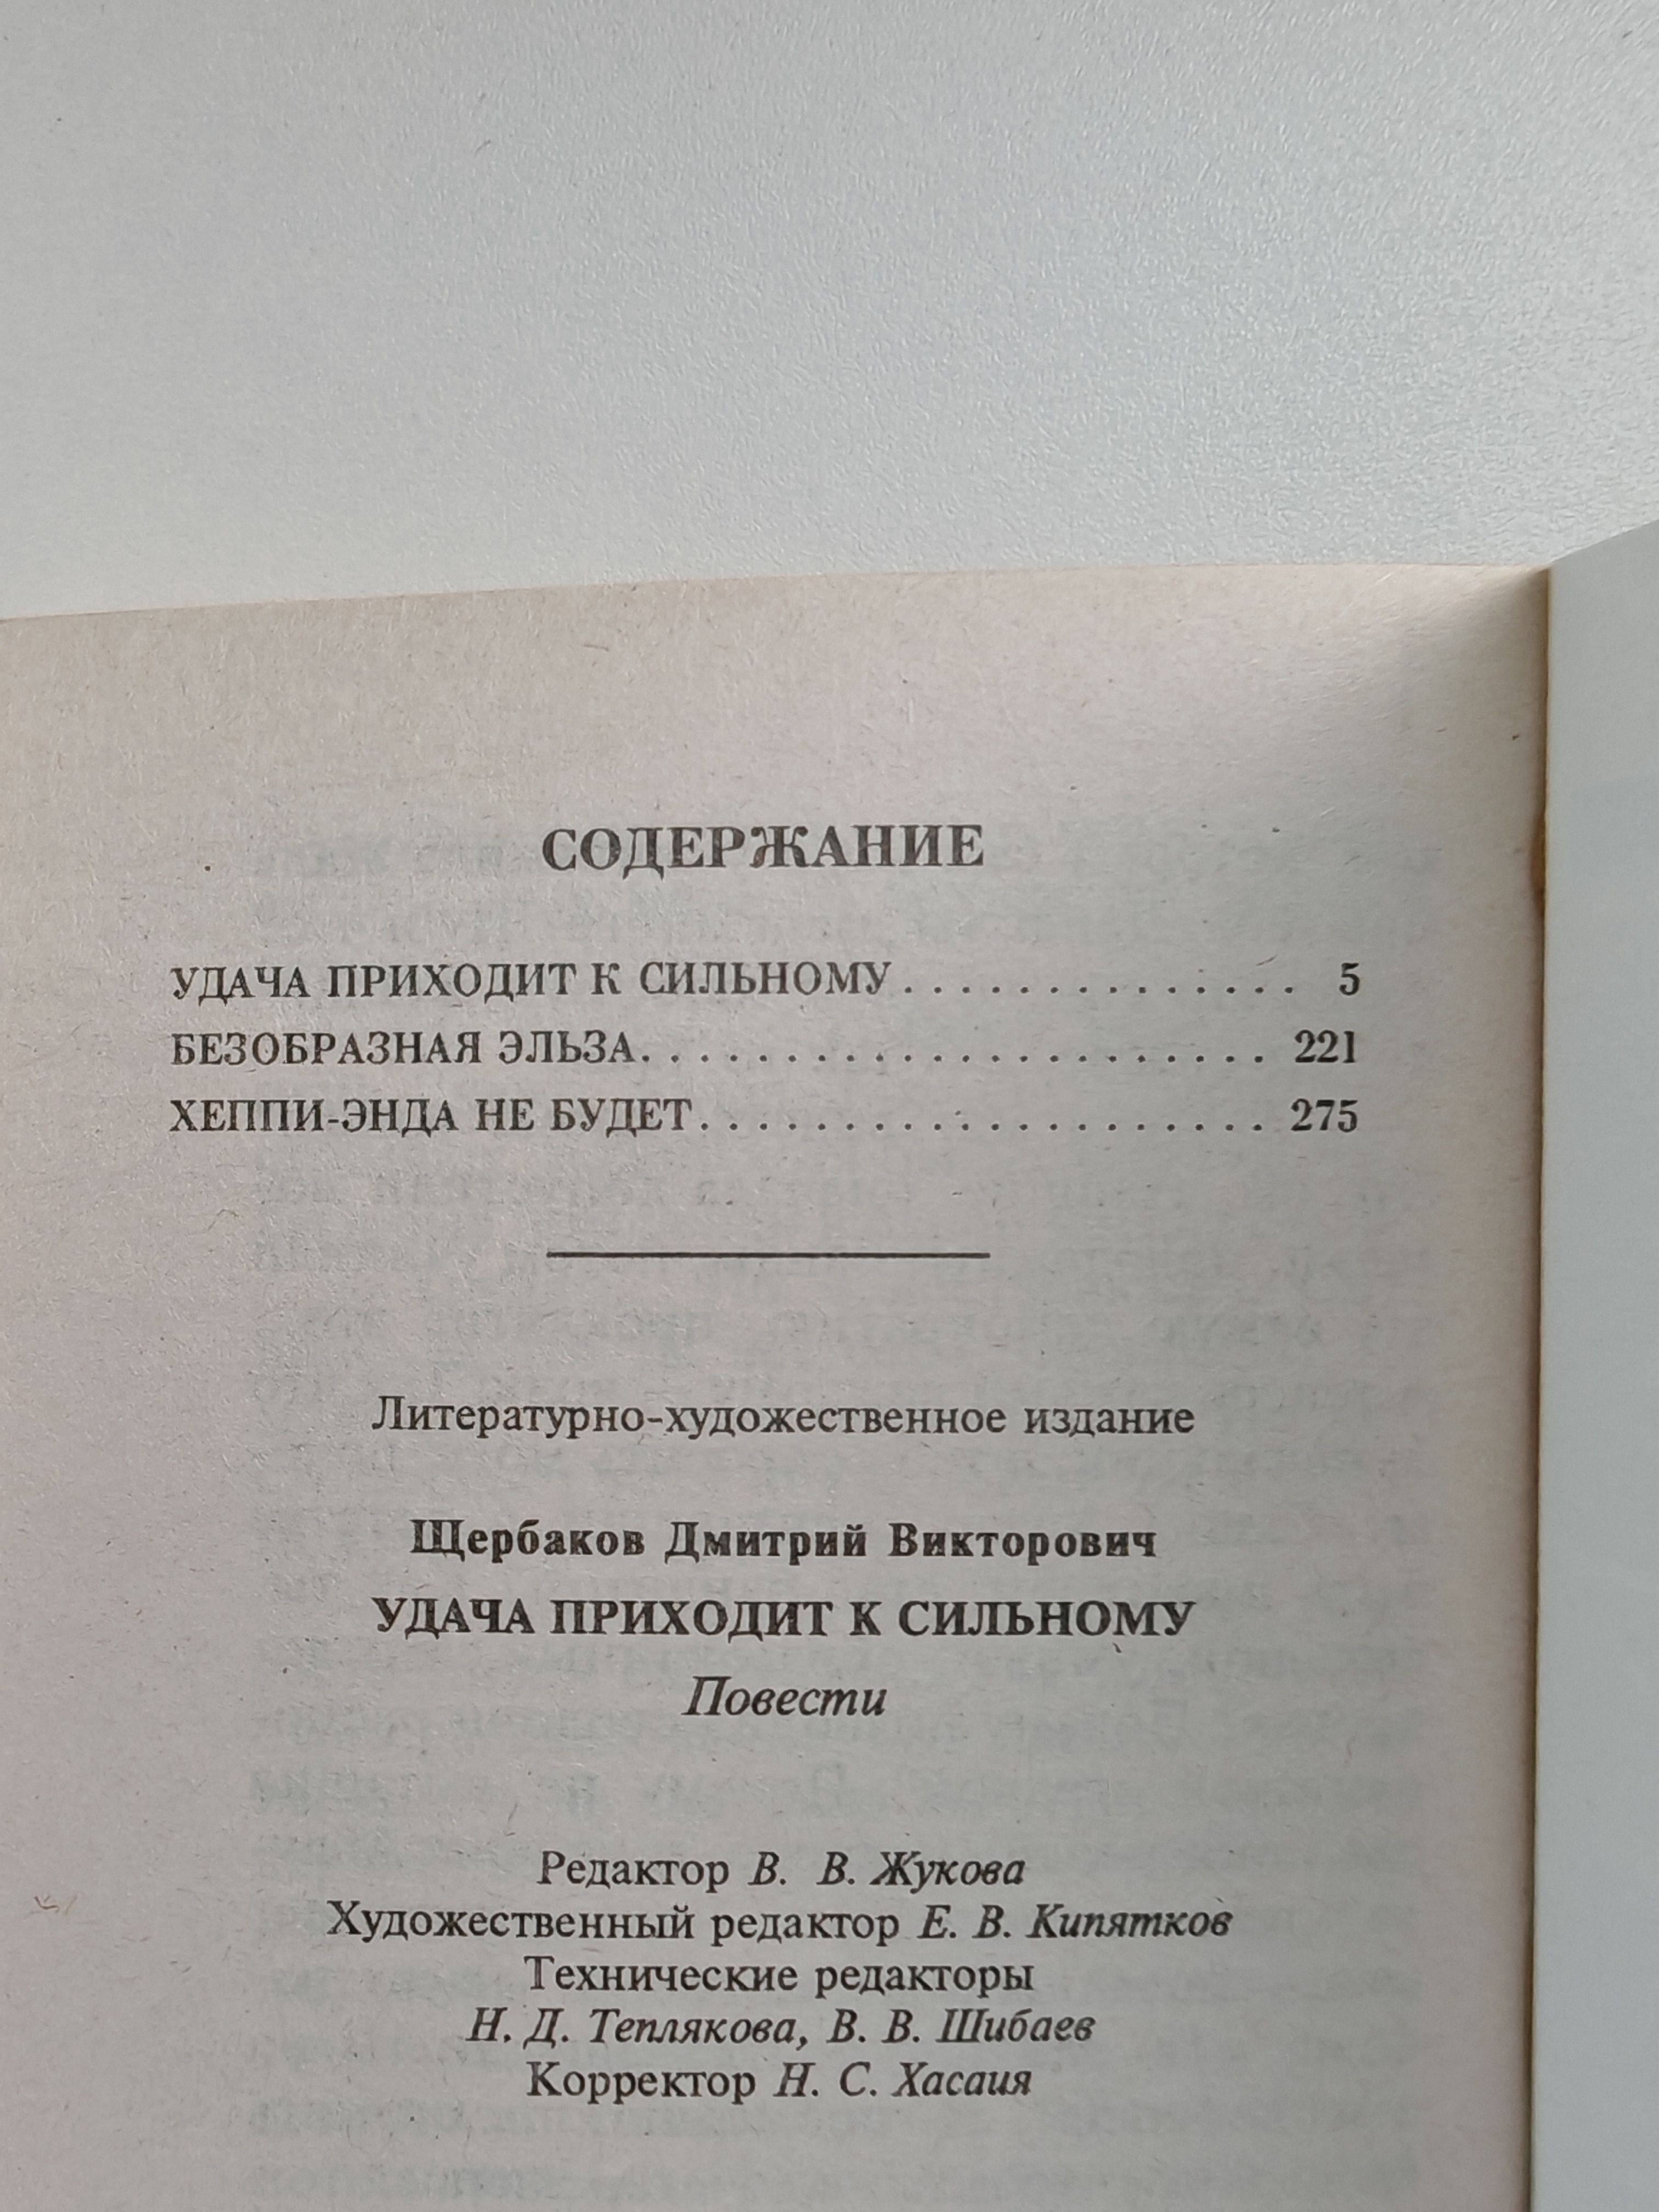 СОДЕРЖАНИЕ
УДАЧА ПРИХОДИТ К СИЛЬНОМУ . . . . . . . . . . . . . . 5
БЕЗОБРАЗНАЯ ЭЛЬЗА. . . . . . . . . . . . . . . . . . . . . . 221
ХЕППИ-ЭНДА НЕ БУДЕТ . . . . . . . . . . . . . . . . . . . . 275
Литературно-художественное издание
Щербаков Дмитрий Викторович
УДАЧА ПРИХОДИТ К СИЛЬНОМУ
Повести
Редактор В. В. Жукова
Художественный редактор Е. В. Кипятков
Технические редакторы
Н. Д. Теплякова, В. В. Шибаев
Корректор Н. С. Хасаия